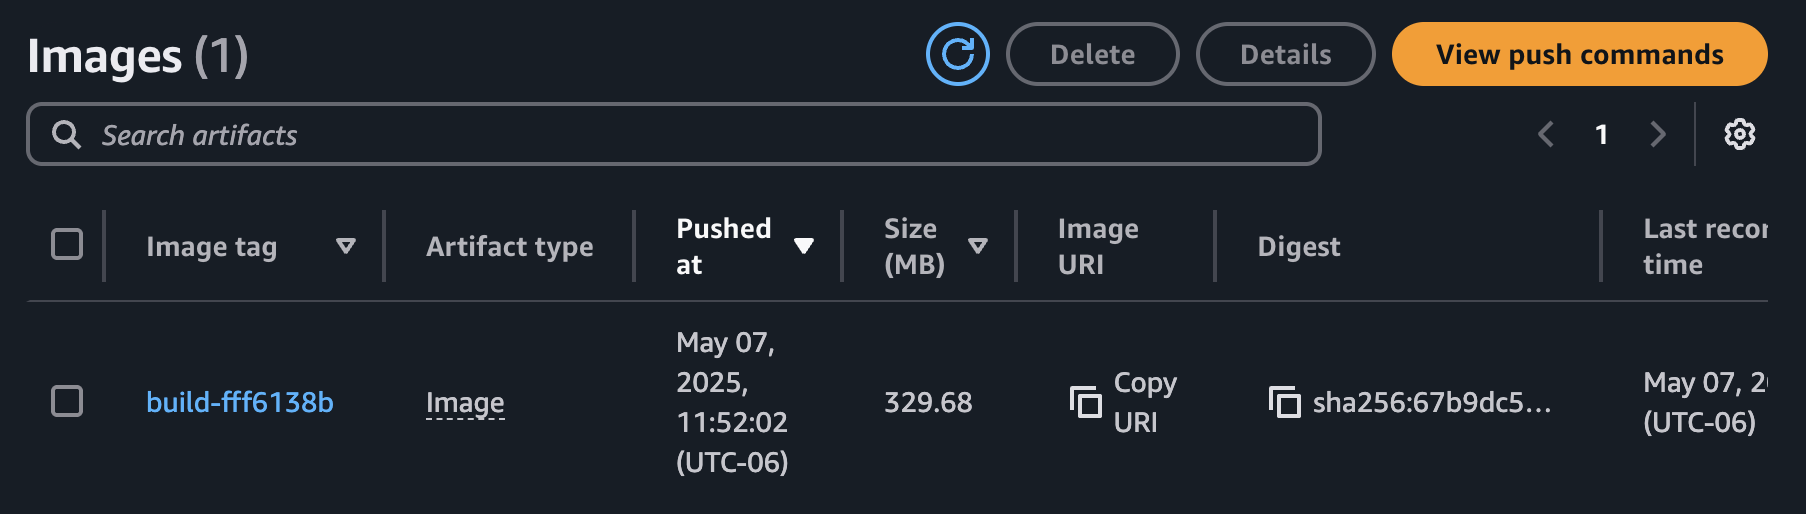 Images (1)
Delete
Details
View push commands
Search artifacts
1
Image tag
Artifact type
Pushed
at
Size
(MB)
Image
URI
Digest
Last recor
time
build-fff6138b
Image
May 07,
2025,
11:52:02
(UTC-06)
329.68
Copy
URI
sha256:67b9dc5...
May 07, 2
(UTC-06)